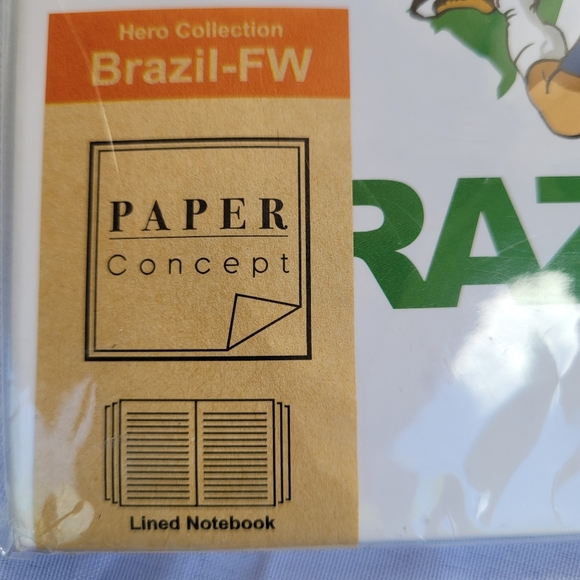 Hero Collection
Brazil-FW
PAPER
Concept
RAZ
Lined Notebook